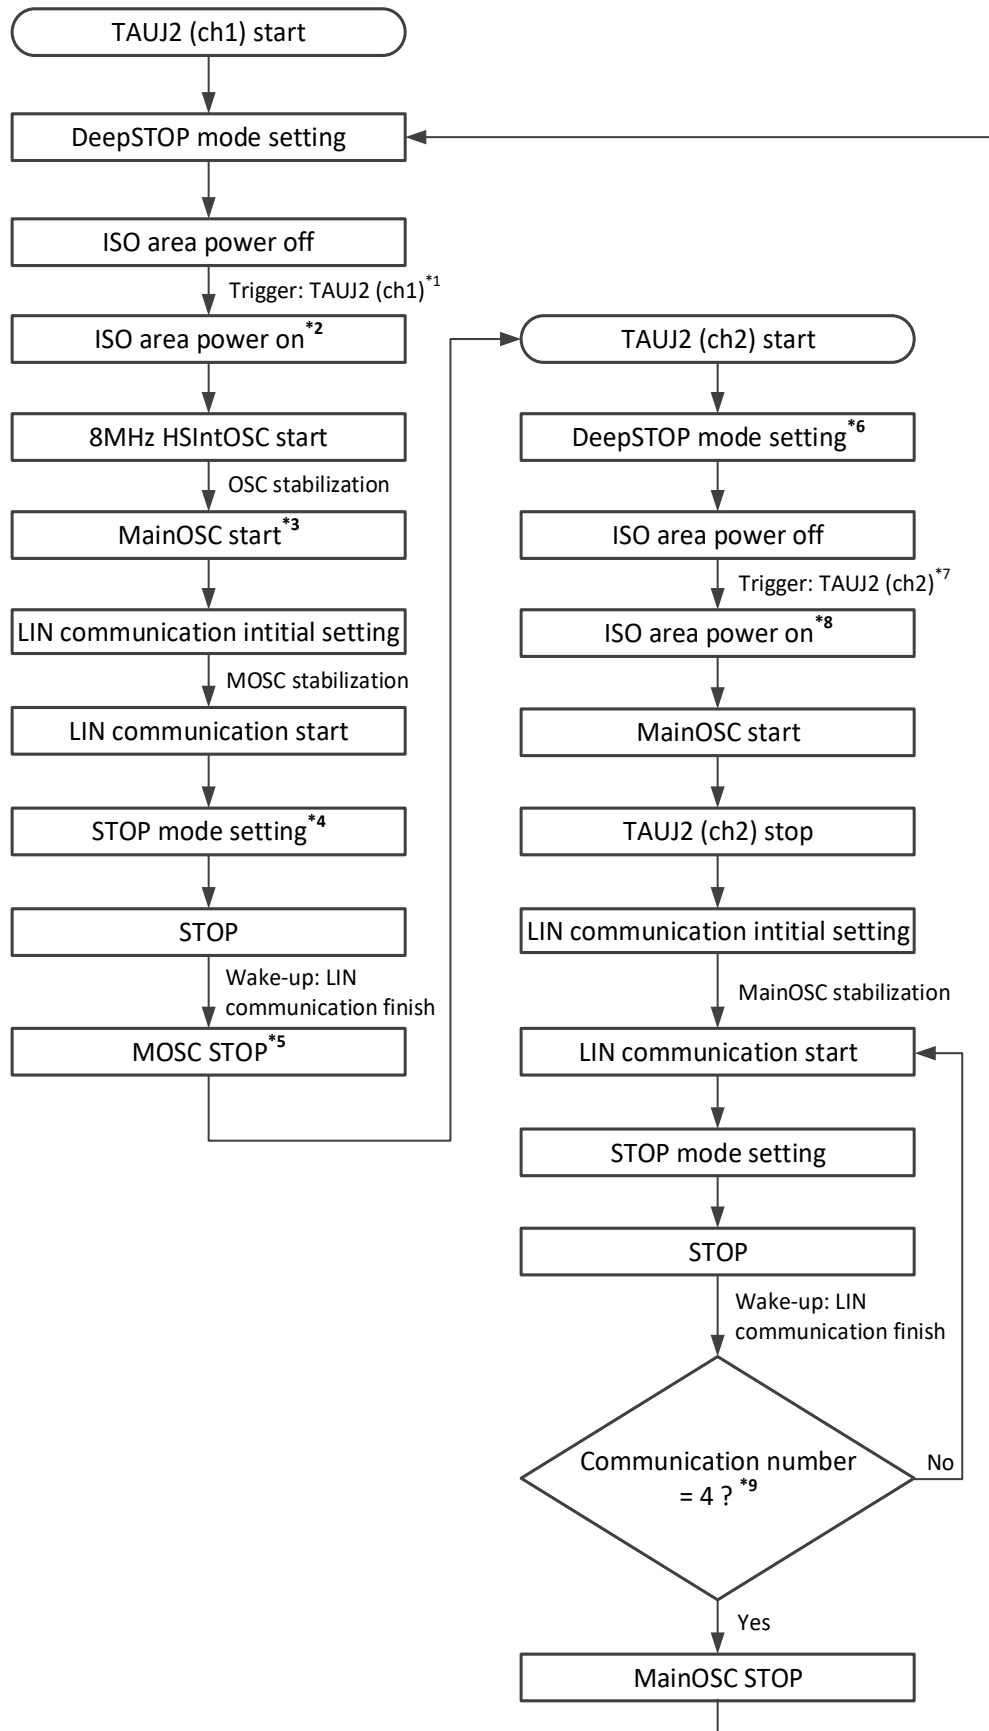 TAUJ2 (ch1) start
DeepSTOP mode setting
ISO area power off
Trigger: TAUJ2 (ch1)*1
ISO area power on*2
8MHz HSIntOSC start
OSC stabilization
MainOSC start*3
LIN communication intitial setting
MOSC stabilization
LIN communication start
STOP mode setting*4
STOP
Wake-up: LIN
communication finish
MOSC STOP*5
TAUJ2 (ch2) start
DeepSTOP mode setting*6
ISO area power off
Trigger: TAUJ2 (ch2)*7
ISO area power on*8
MainOSC start
TAUJ2 (ch2) stop
LIN communication intitial setting
MainOSC stabilization
LIN communication start
STOP mode setting
STOP
Wake-up: LIN
communication finish
Communication number
= 4 ? *9
No
Yes
MainOSC STOP